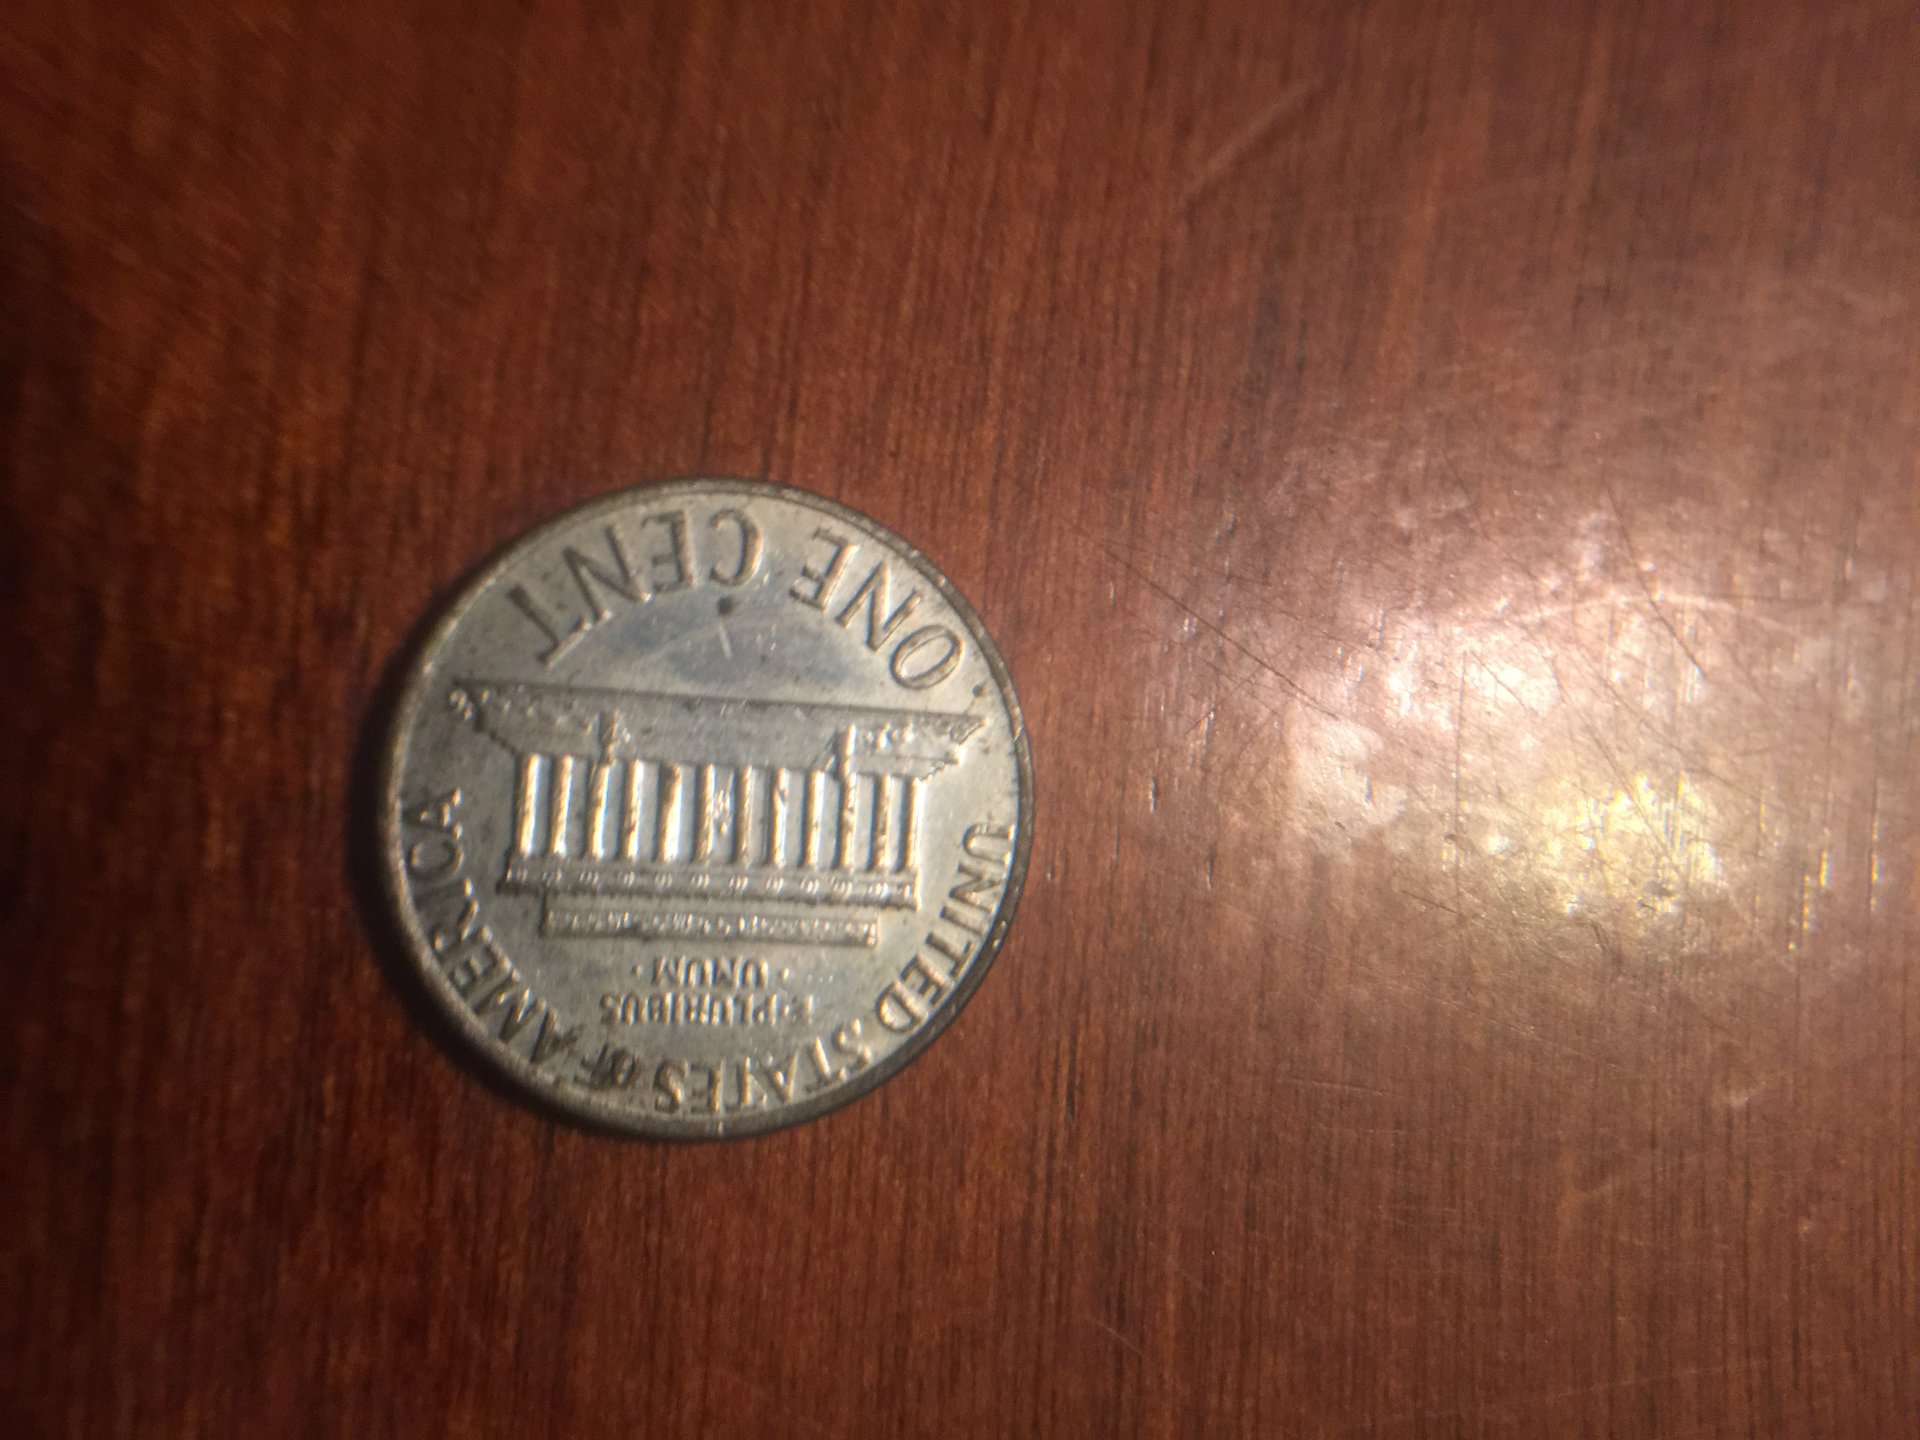 UNITED STATES OF AMERICA
E·PLURIBUS
·UNUM·
ONE CENT